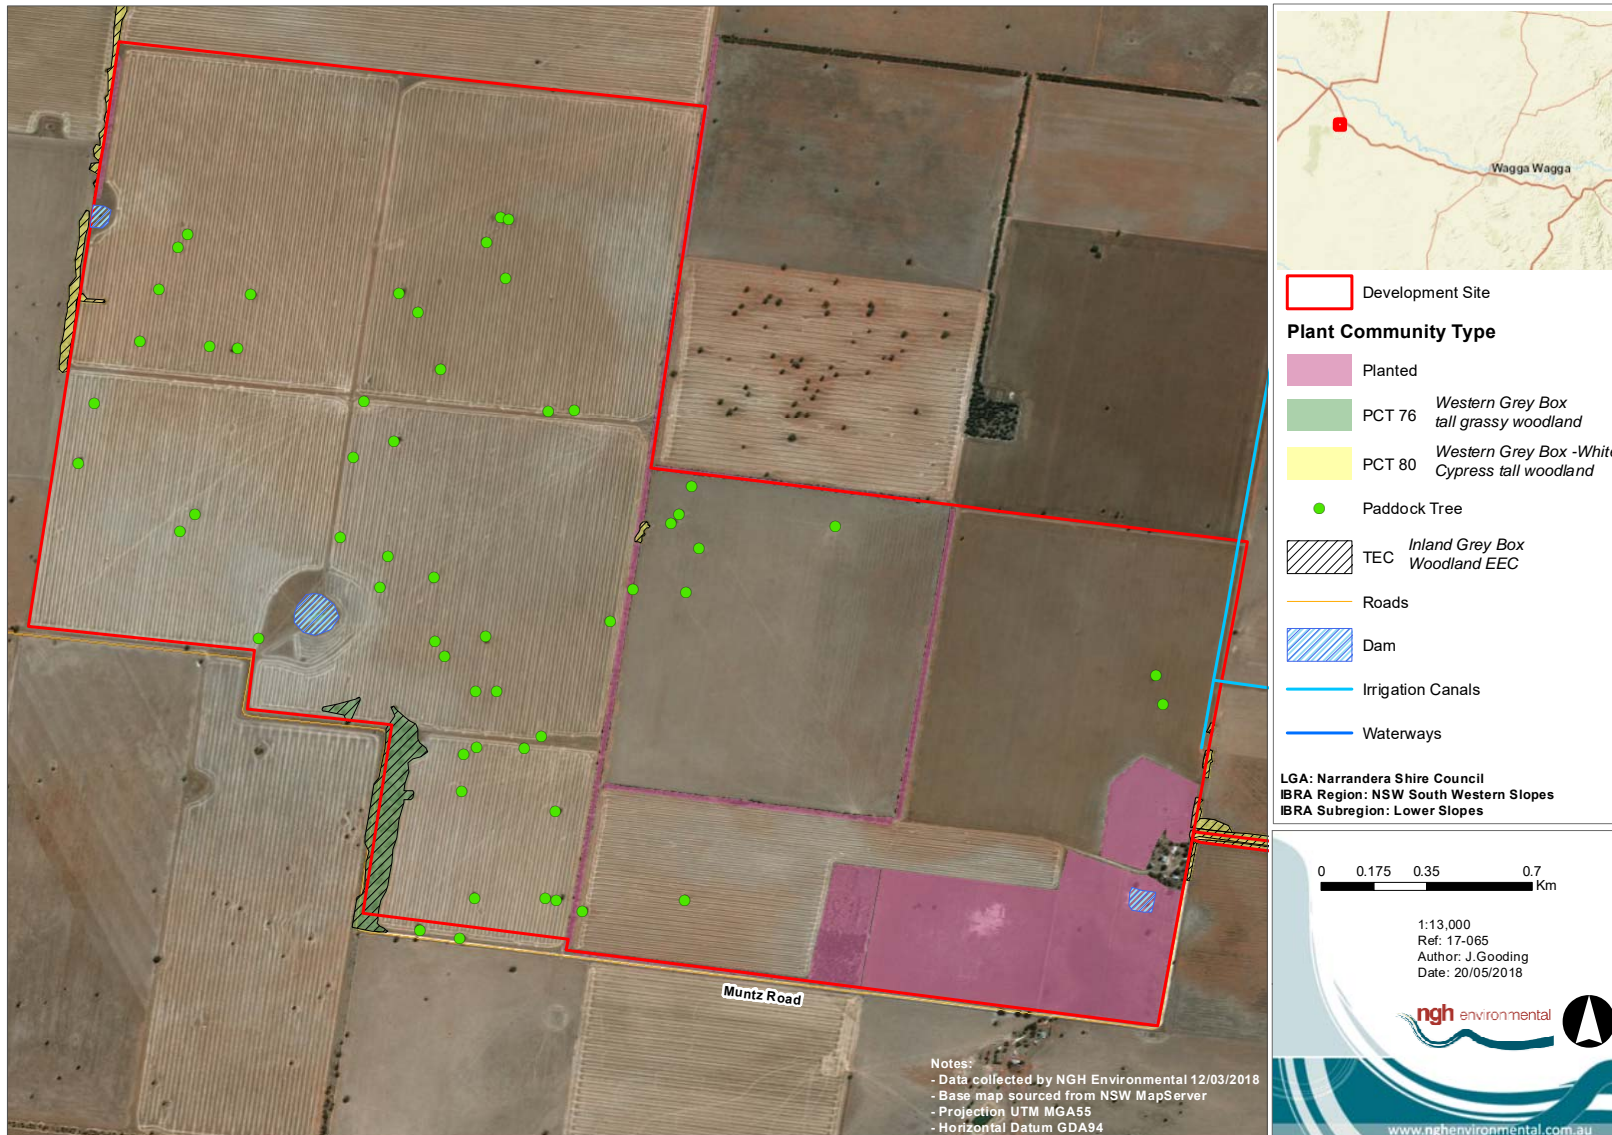 Wagga Wagga
Development Site
Plant Community Type
Planted
PCT 76 Western Grey Box
tall grassy woodland
PCT 80 Western Grey Box -White
Cypress tall woodland
Paddock Tree
TEC Inland Grey Box
Woodland EEC
Roads
Dam
Irrigation Canals
Waterways
LGA: Narrandera Shire Council
IBRA Region: NSW South Western Slopes
IBRA Subregion: Lower Slopes
0 0.175 0.35 0.7
Km
1:13,000
Ref: 17-065
Author: J.Gooding
Date: 20/05/2018
ngh environmental
www.nghenvironmental.com.au
Muntz Road
Notes:
- Data collected by NGH Environmental 12/03/2018
- Base map sourced from NSW MapServer
- Projection UTM MGA55
- Horizontal Datum GDA94